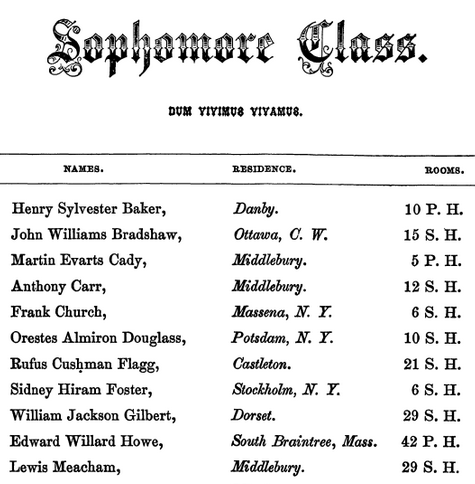 Sophomore Class.
DUM VIVIMUS VIVAMUS.
NAMES. RESIDENCE. ROOMS.
Henry Sylvester Baker, Danby. 10 P. H.
John Williams Bradshaw, Ottawa, C. W. 15 S. H.
Martin Evarts Cady, Middlebury. 5 P. H.
Anthony Carr, Middlebury. 12 S. H.
Frank Church, Massena, N. Y. 6 S. H.
Orestes Almiron Douglass, Potsdam, N. Y. 10 S. H.
Rufus Cushman Flagg, Castleton. 21 S. H.
Sidney Hiram Foster, Stockholm, N. Y. 6 S. H.
William Jackson Gilbert, Dorset. 29 S. H.
Edward Willard Howe, South Braintree, Mass. 42 P. H.
Lewis Meacham, Middlebury. 29 S. H.